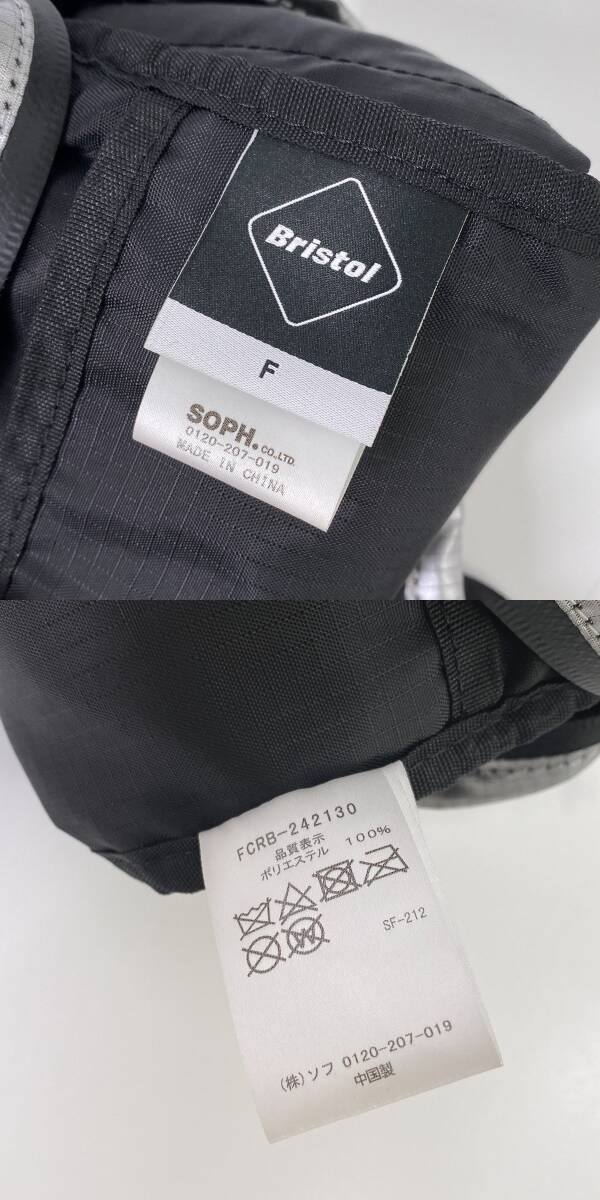 Bristol
F
SOPH. CO.,LTD.
0120-207-019
MADE IN CHINA
FCRB-242130
品質表示
ポリエステル 100%
W
SF-212
(株)ソフ 0120-207-019
中国製